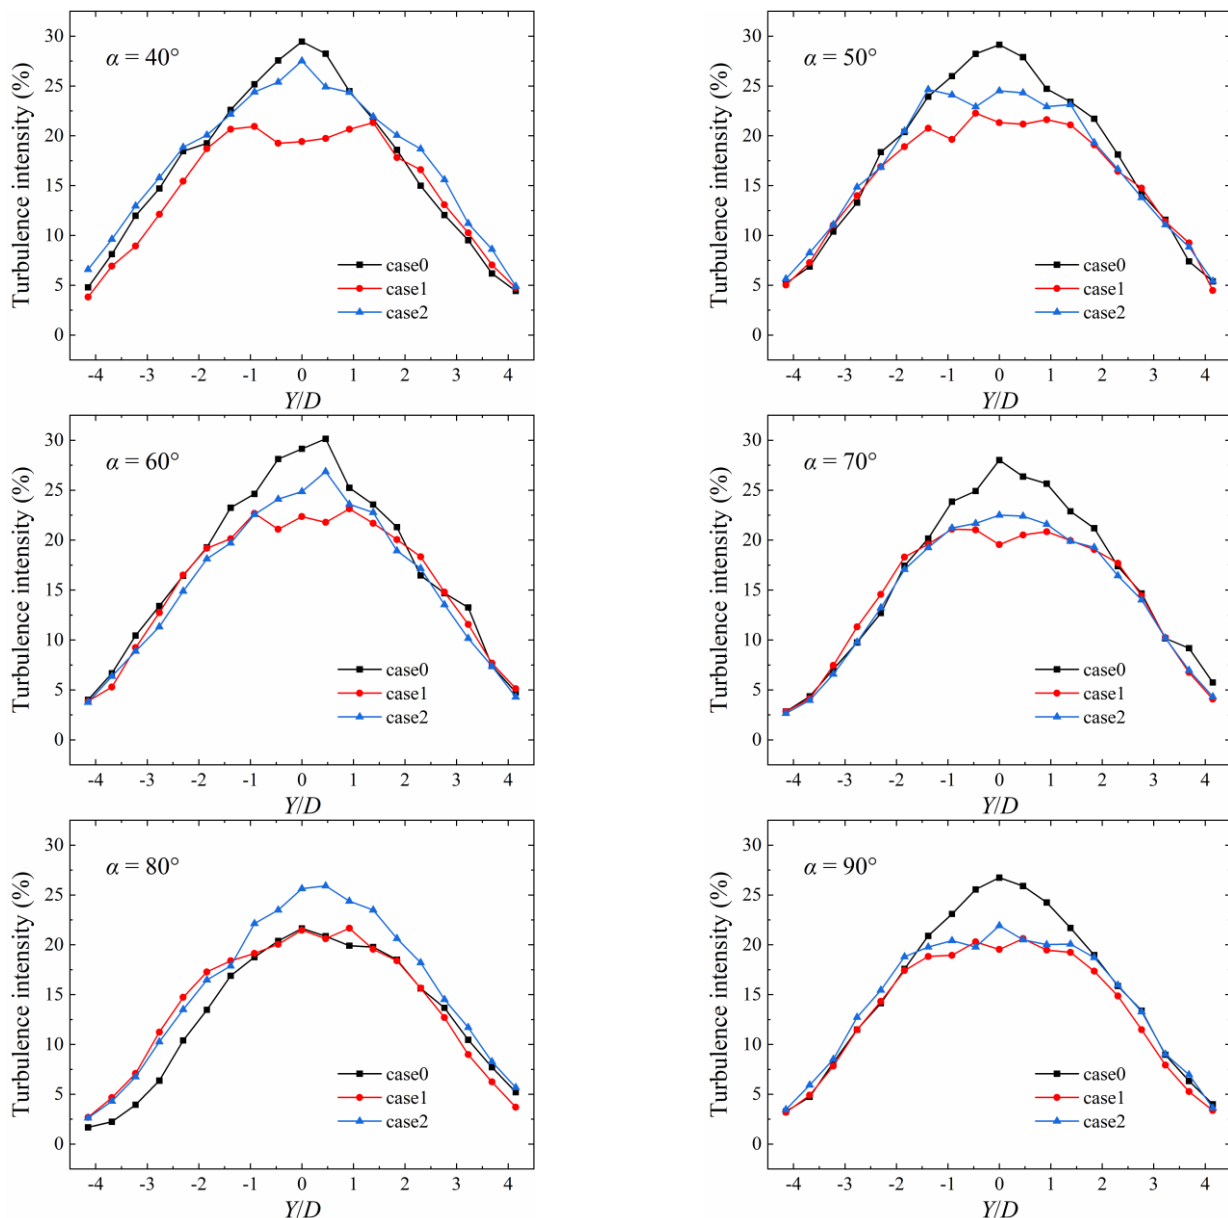 α = 40°
Turbulence intensity (%)
30
25
20
15
10
5
0
case0
case1
case2
-4 -3 -2 -1 0 1 2 3 4
Y/D
α = 50°
Turbulence intensity (%)
30
25
20
15
10
5
0
case0
case1
case2
-4 -3 -2 -1 0 1 2 3 4
Y/D
α = 60°
Turbulence intensity (%)
30
25
20
15
10
5
0
case0
case1
case2
-4 -3 -2 -1 0 1 2 3 4
Y/D
α = 70°
Turbulence intensity (%)
30
25
20
15
10
5
0
case0
case1
case2
-4 -3 -2 -1 0 1 2 3 4
Y/D
α = 80°
Turbulence intensity (%)
30
25
20
15
10
5
0
case0
case1
case2
-4 -3 -2 -1 0 1 2 3 4
Y/D
α = 90°
Turbulence intensity (%)
30
25
20
15
10
5
0
case0
case1
case2
-4 -3 -2 -1 0 1 2 3 4
Y/D